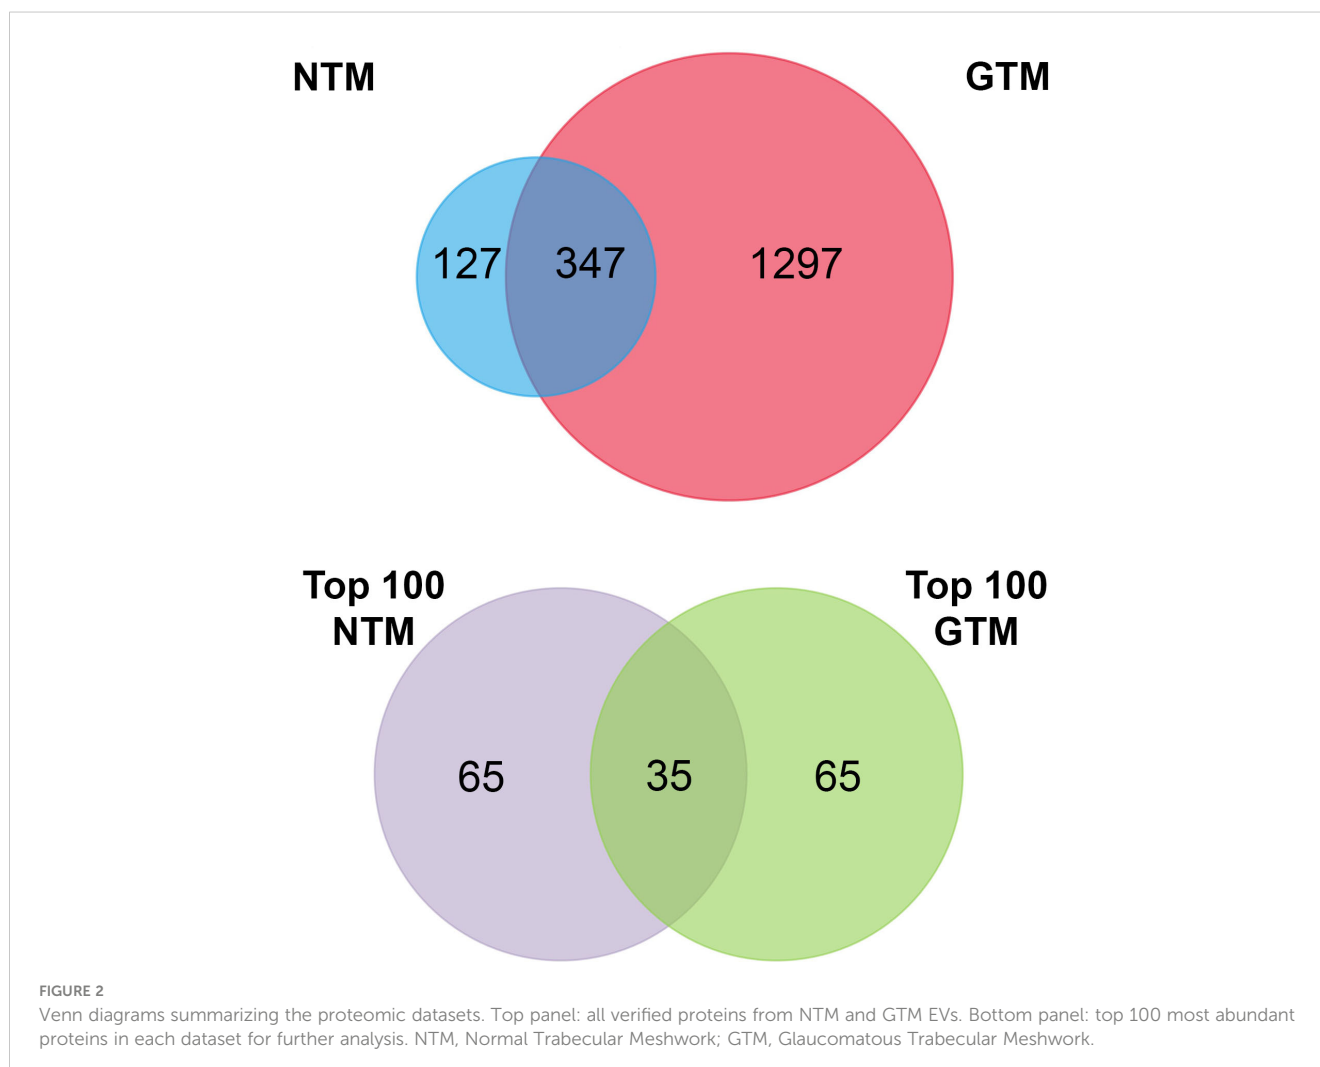 NTM
GTM
127
347
1297
Top 100
NTM
Top 100
GTM
65
35
65
FIGURE 2
Venn diagrams summarizing the proteomic datasets. Top panel: all verified proteins from NTM and GTM EVs. Bottom panel: top 100 most abundant
proteins in each dataset for further analysis. NTM, Normal Trabecular Meshwork; GTM, Glaucomatous Trabecular Meshwork.